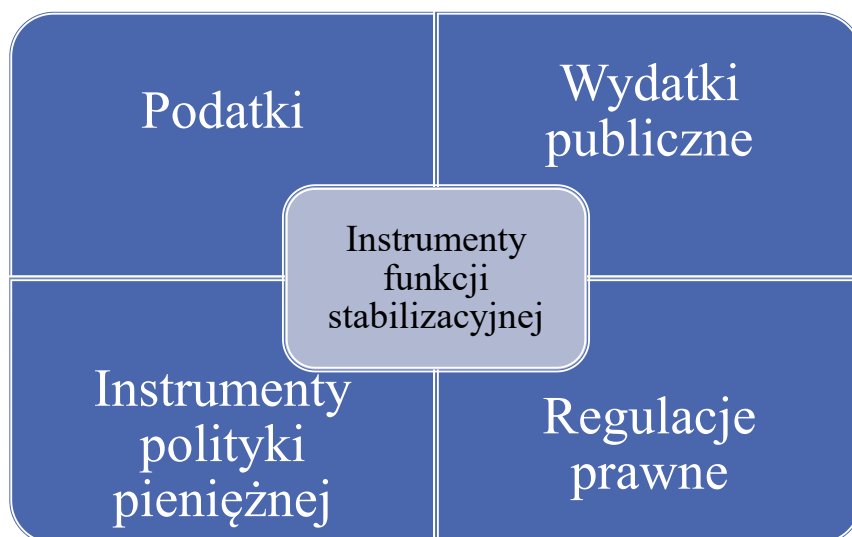 Podatki
Wydatki
publiczne
Instrumenty
funkcji
stabilizacyjnej
Instrumenty
polityki
pieniężnej
Regulacje
prawne